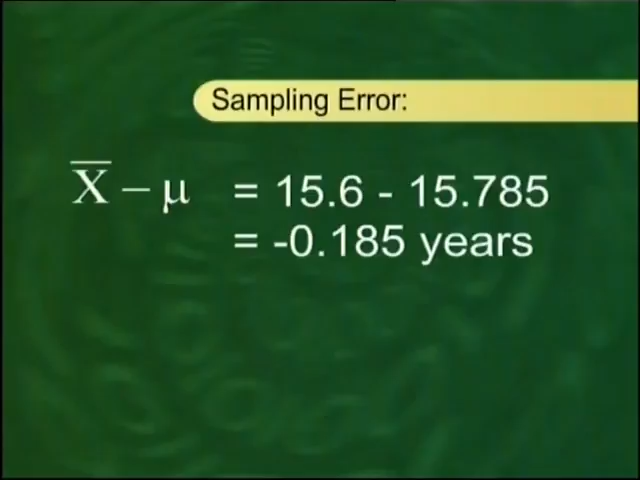 Sampling Error:
X̅ – μ = 15.6 - 15.785
= -0.185 years